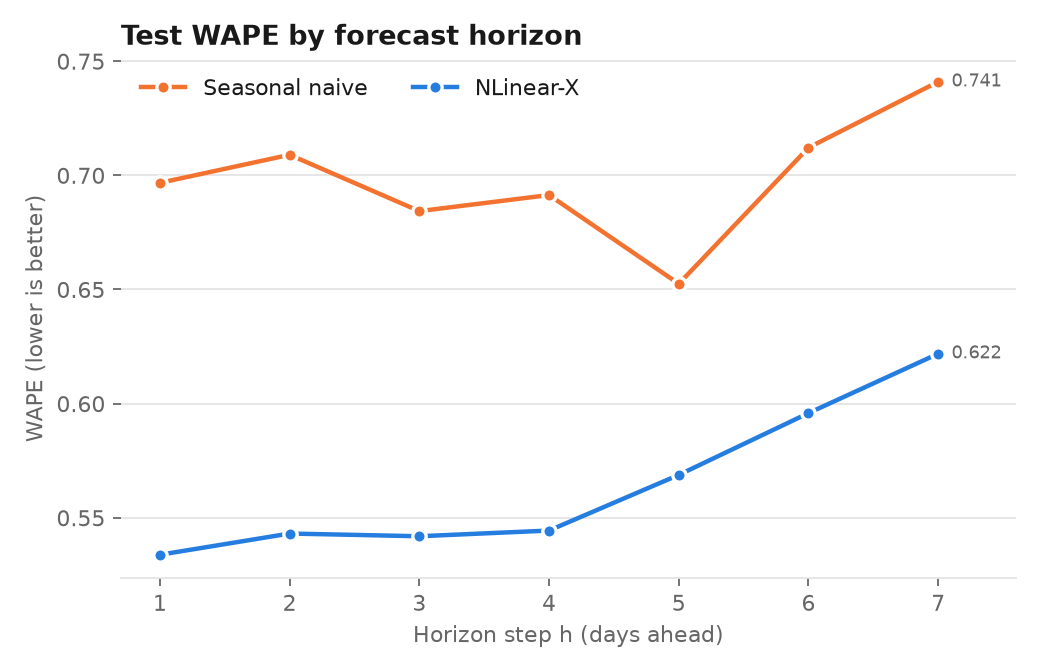 Test WAPE by forecast horizon
Seasonal naive
NLinear-X
0.75
0.70
0.65
0.60
0.55
WAPE (lower is better)
0.741
0.622
1 2 3 4 5 6 7
Horizon step h (days ahead)